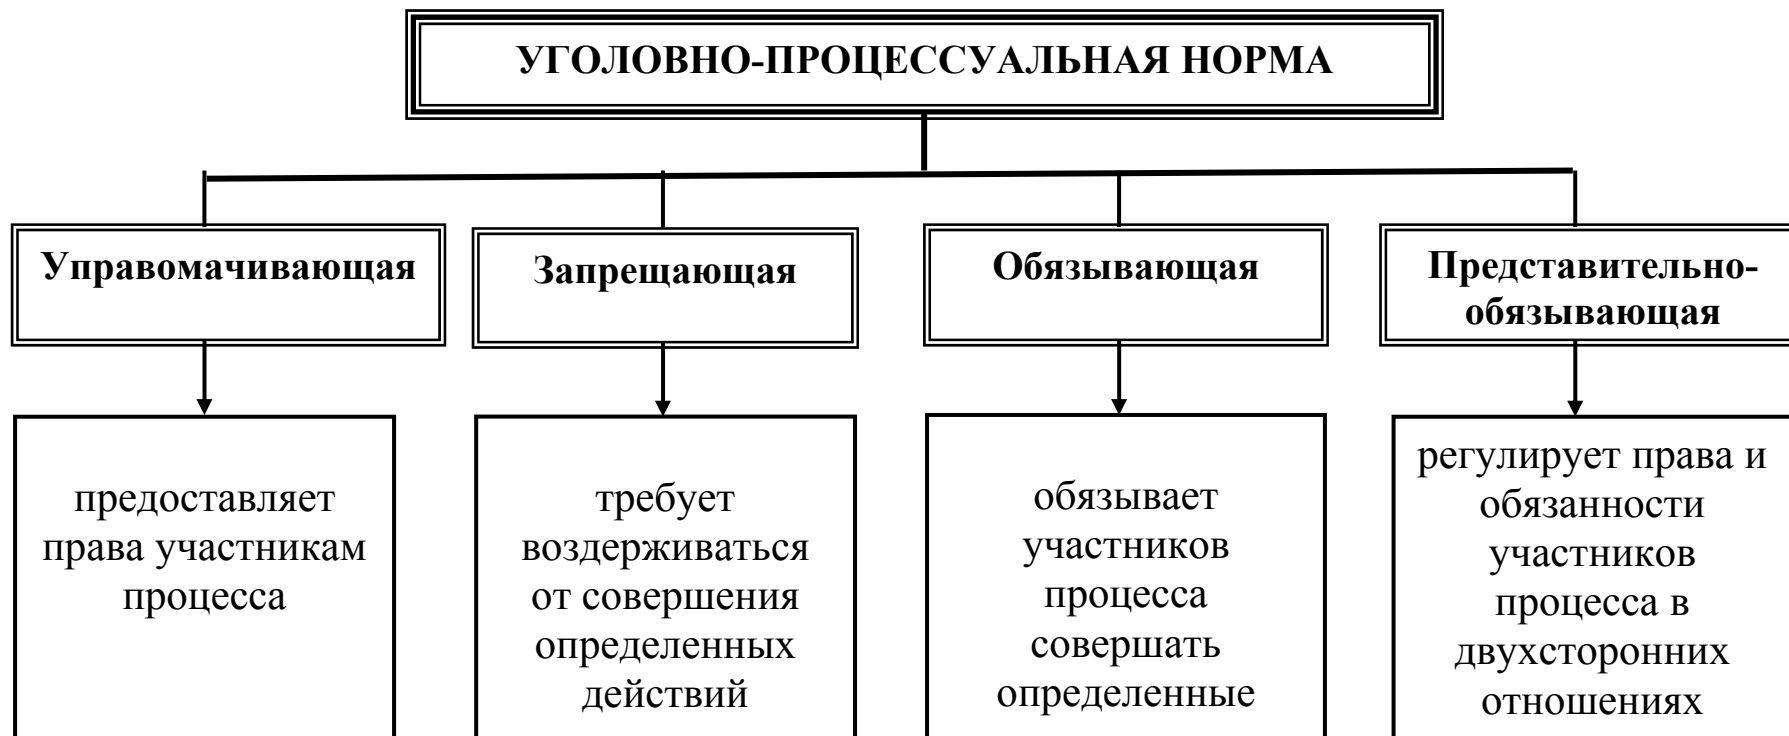 УГОЛОВНО-ПРОЦЕССУАЛЬНАЯ НОРМА
Управомачивающая
Запрещающая
Обязывающая
Представительно-
обязывающая
предоставляет
права участникам
процесса
требует
воздерживаться
от совершения
определенных
действий
обязывает
участников
процесса
совершать
определенные
регулирует права и
обязанности
участников
процесса в
двухсторонних
отношениях